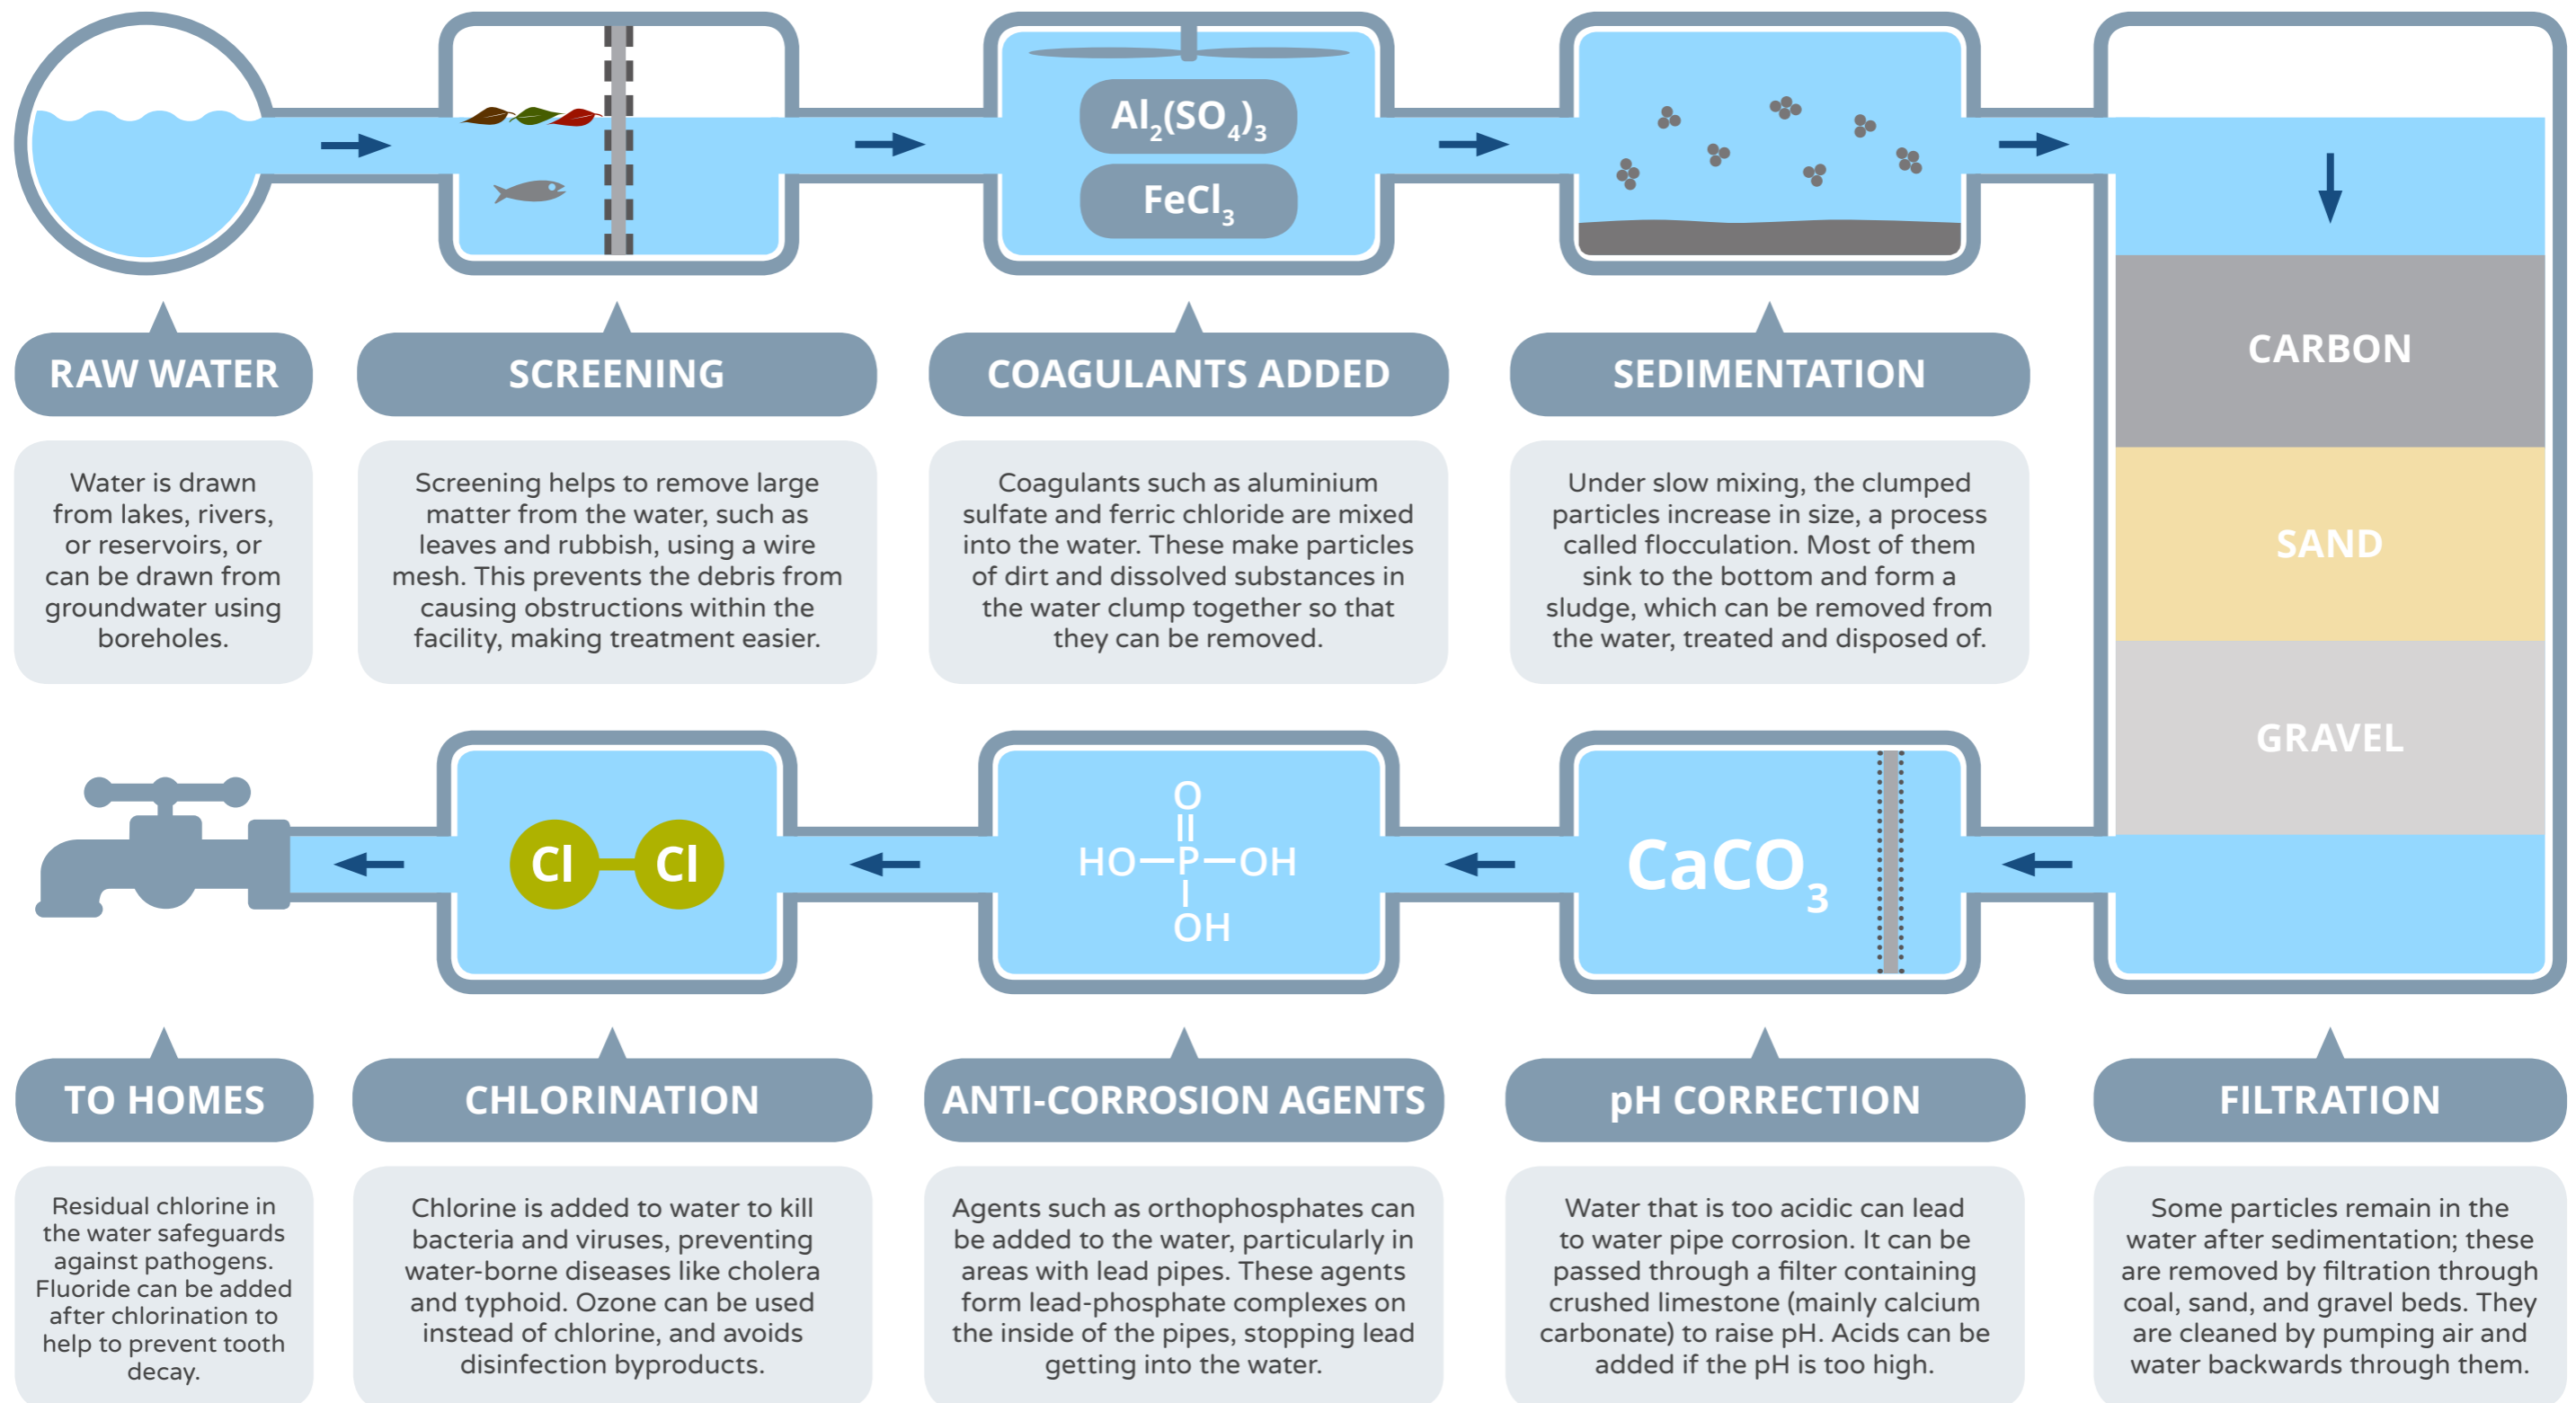 Al₂(SO₄)₃
FeCl₃
CARBON
SAND
GRAVEL
RAW WATER
Water is drawn
from lakes, rivers,
or reservoirs, or
can be drawn from
groundwater using
boreholes.
SCREENING
Screening helps to remove large
matter from the water, such as
leaves and rubbish, using a wire
mesh. This prevents the debris from
causing obstructions within the
facility, making treatment easier.
COAGULANTS ADDED
Coagulants such as aluminium
sulfate and ferric chloride are mixed
into the water. These make particles
of dirt and dissolved substances in
the water clump together so that
they can be removed.
SEDIMENTATION
Under slow mixing, the clumped
particles increase in size, a process
called flocculation. Most of them
sink to the bottom and form a
sludge, which can be removed from
the water, treated and disposed of.
Cl Cl
O
HO P OH
OH
CaCO₃
TO HOMES
Residual chlorine in
the water safeguards
against pathogens.
Fluoride can be added
after chlorination to
help to prevent tooth
decay.
CHLORINATION
Chlorine is added to water to kill
bacteria and viruses, preventing
water-borne diseases like cholera
and typhoid. Ozone can be used
instead of chlorine, and avoids
disinfection byproducts.
ANTI-CORROSION AGENTS
Agents such as orthophosphates can
be added to the water, particularly in
areas with lead pipes. These agents
form lead-phosphate complexes on
the inside of the pipes, stopping lead
getting into the water.
pH CORRECTION
Water that is too acidic can lead
to water pipe corrosion. It can be
passed through a filter containing
crushed limestone (mainly calcium
carbonate) to raise pH. Acids can be
added if the pH is too high.
FILTRATION
Some particles remain in the
water after sedimentation; these
are removed by filtration through
coal, sand, and gravel beds. They
are cleaned by pumping air and
water backwards through them.